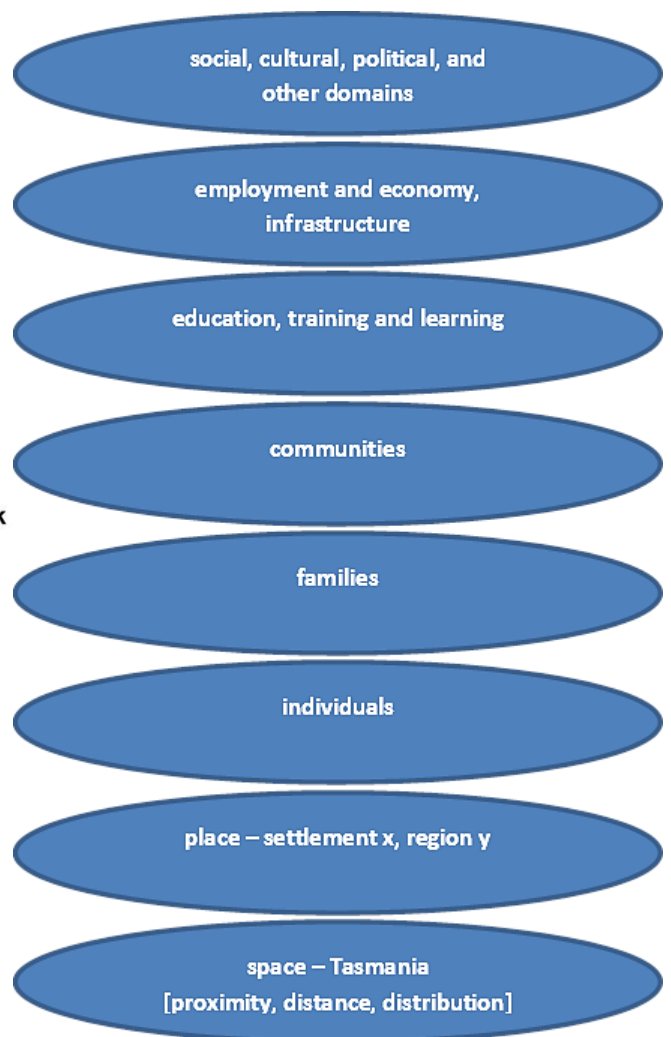 social, cultural, political, and
other domains
employment and economy,
infrastructure
education, training and learning
communities
k
families
individuals
place – settlement x, region y
space – Tasmania
[proximity, distance, distribution]